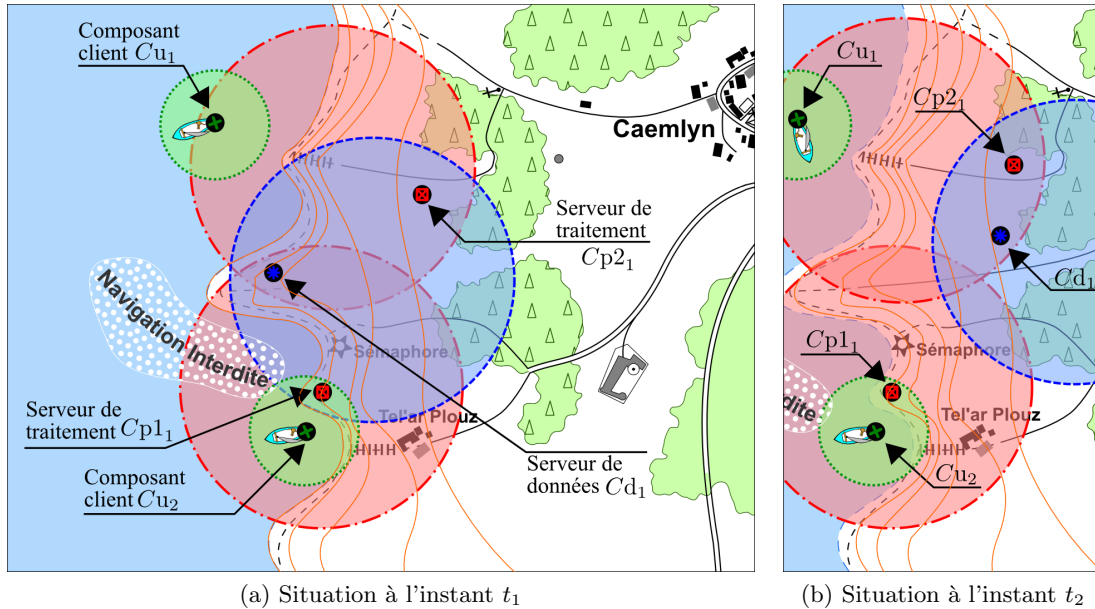 Composant
client Cu₁
Caemlyn
Serveur de
traitement
Cp2₁
Navigation Interdite
Sémaphore
Tel'ar Plouz
Serveur de
traitement Cp1₁
Composant
client Cu₂
Serveur de
données Cd₁
(a) Situation à l'instant t₁
Cu₁
Cp2₁
Cd₁
Cp1₁
Sémaphore
dite
Tel'ar Plouz
Cu₂
(b) Situation à l'instant t₂